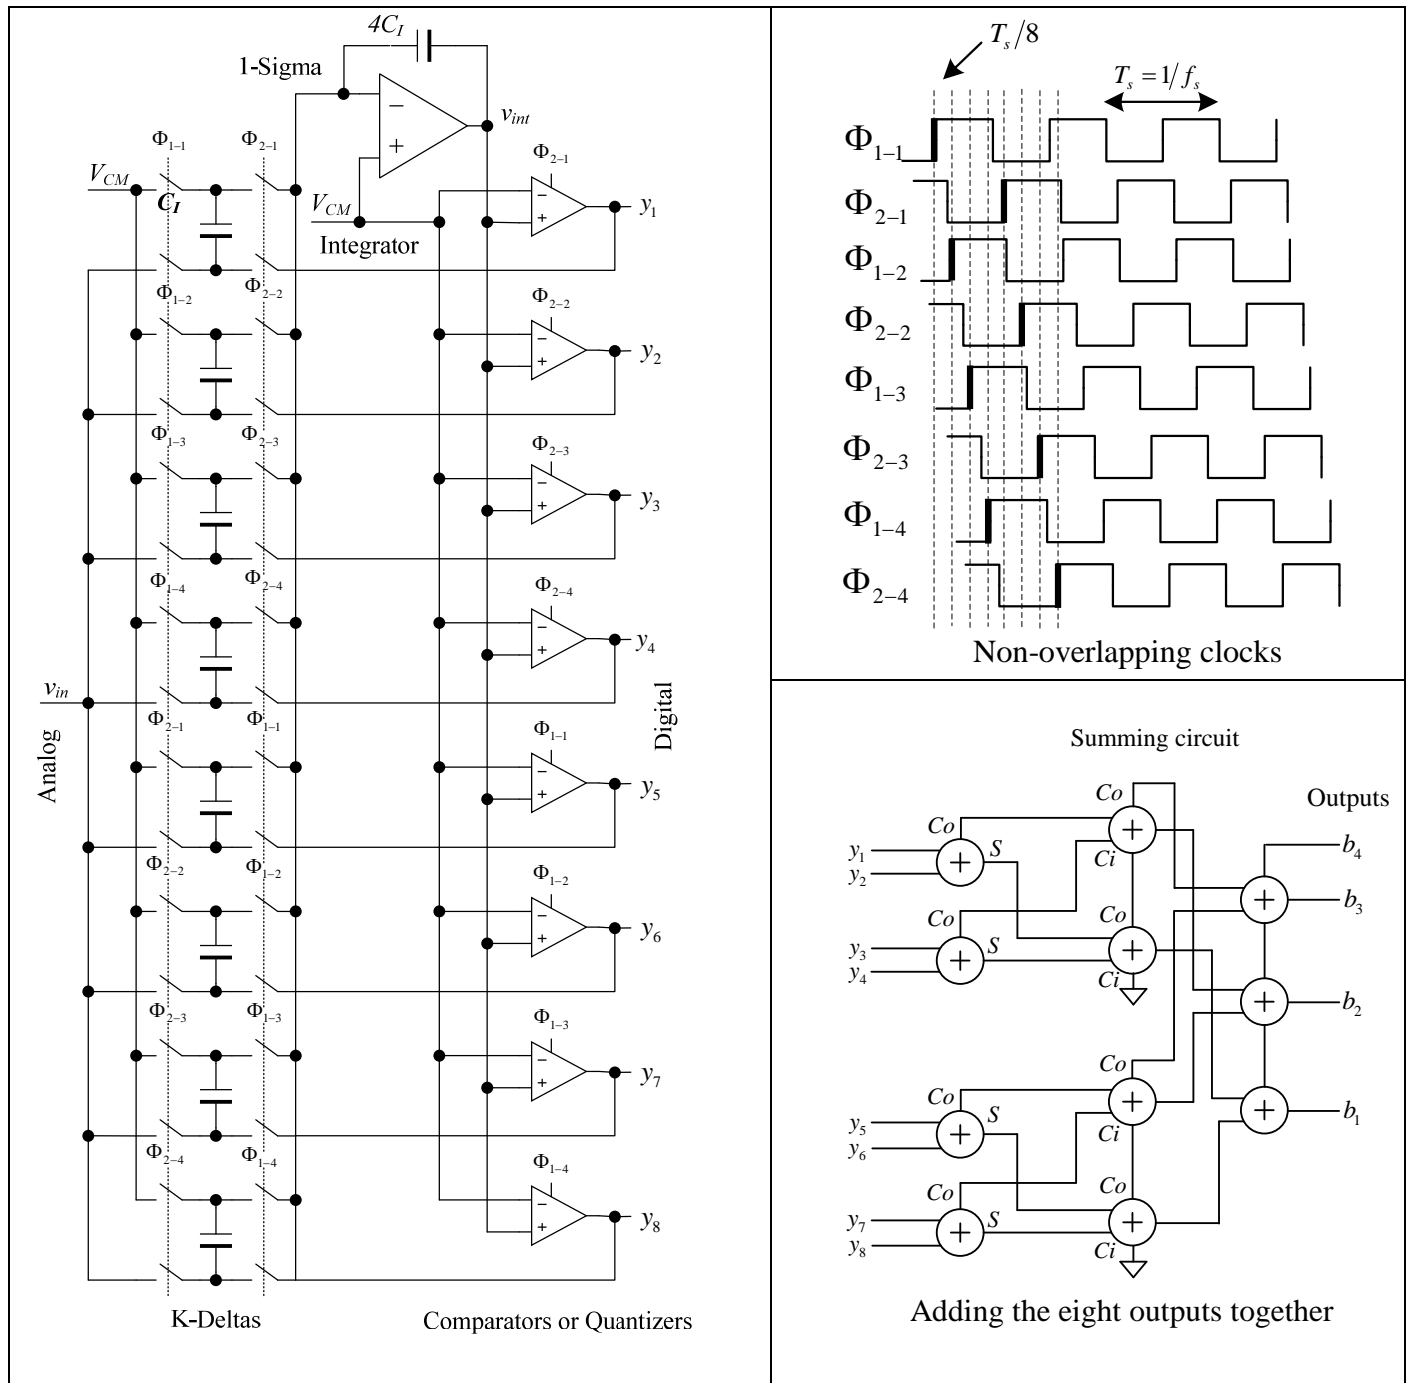 4C_I
1-Sigma
v_int
Φ_1–1
Φ_2–1
Φ_2–1
V_CM
C_I
V_CM
y_1
Integrator
Φ_1–2
Φ_2–2
Φ_2–2
y_2
Φ_1–3
Φ_2–3
Φ_2–3
y_3
Φ_1–4
Φ_2–4
Φ_2–4
y_4
v_in
Analog
Digital
Φ_2–1
Φ_1–1
Φ_1–1
y_5
Φ_2–2
Φ_1–2
Φ_1–2
y_6
Φ_2–3
Φ_1–3
Φ_1–3
y_7
Φ_2–4
Φ_1–4
Φ_1–4
y_8
K-Deltas
Comparators or Quantizers
T_s/8
T_s = 1/f_s
Φ_1–1
Φ_2–1
Φ_1–2
Φ_2–2
Φ_1–3
Φ_2–3
Φ_1–4
Φ_2–4
Non-overlapping clocks
Summing circuit
Outputs
Co
+
Co
y_1
y_2
+
S
Ci
b_4
+
b_3
Co
Co
y_3
y_4
+
S
+
Ci
+
b_2
Co
Co
+
y_5
y_6
+
S
Ci
+
b_1
Co
Co
y_7
y_8
+
S
+
Ci
Adding the eight outputs together